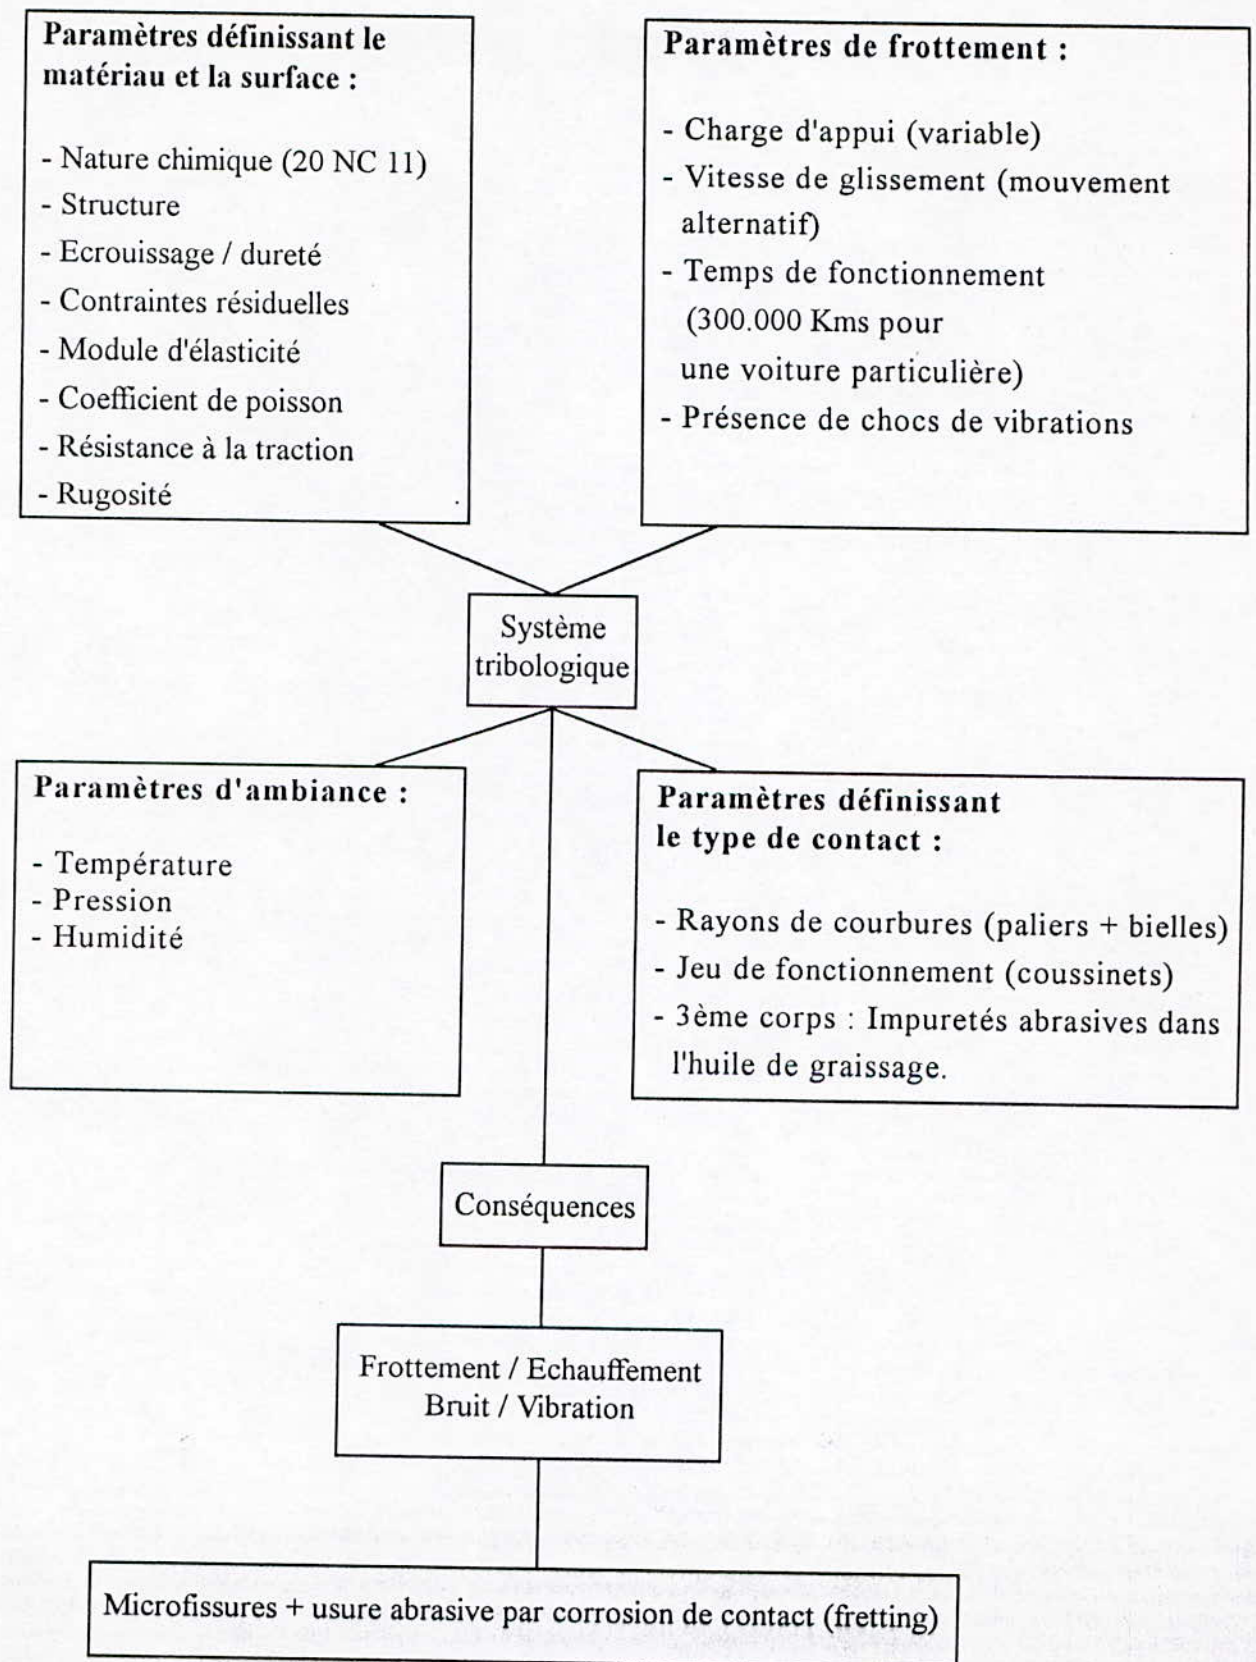 Paramètres définissant le
matériau et la surface :
- Nature chimique (20 NC 11)
- Structure
- Ecrouissage / dureté
- Contraintes résiduelles
- Module d'élasticité
- Coefficient de poisson
- Résistance à la traction
- Rugosité
Paramètres de frottement :
- Charge d'appui (variable)
- Vitesse de glissement (mouvement
alternatif)
- Temps de fonctionnement
(300.000 Kms pour
une voiture particulière)
- Présence de chocs de vibrations
Système
tribologique
Paramètres d'ambiance :
- Température
- Pression
- Humidité
Paramètres définissant
le type de contact :
- Rayons de courbures (paliers + bielles)
- Jeu de fonctionnement (coussinets)
- 3ème corps : Impuretés abrasives dans
l'huile de graissage.
Conséquences
Frottement / Echauffement
Bruit / Vibration
Microfissures + usure abrasive par corrosion de contact (fretting)